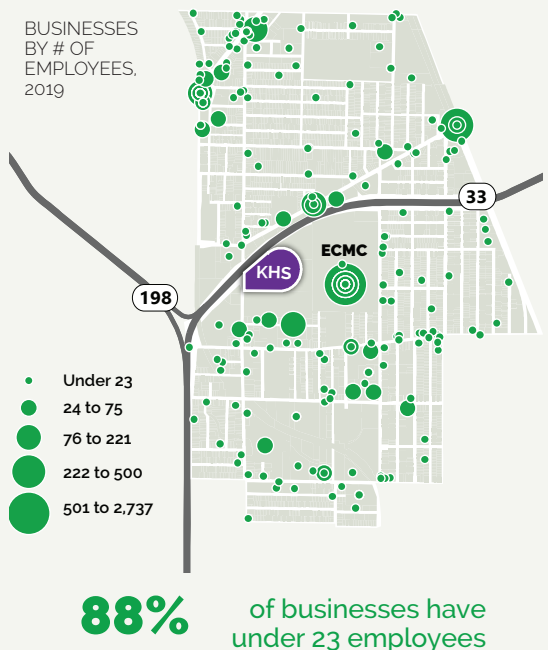 BUSINESSES
BY # OF
EMPLOYEES,
2019
33
ECMC
KHS
198
Under 23
24 to 75
76 to 221
222 to 500
501 to 2,737
88%
of businesses have
under 23 employees